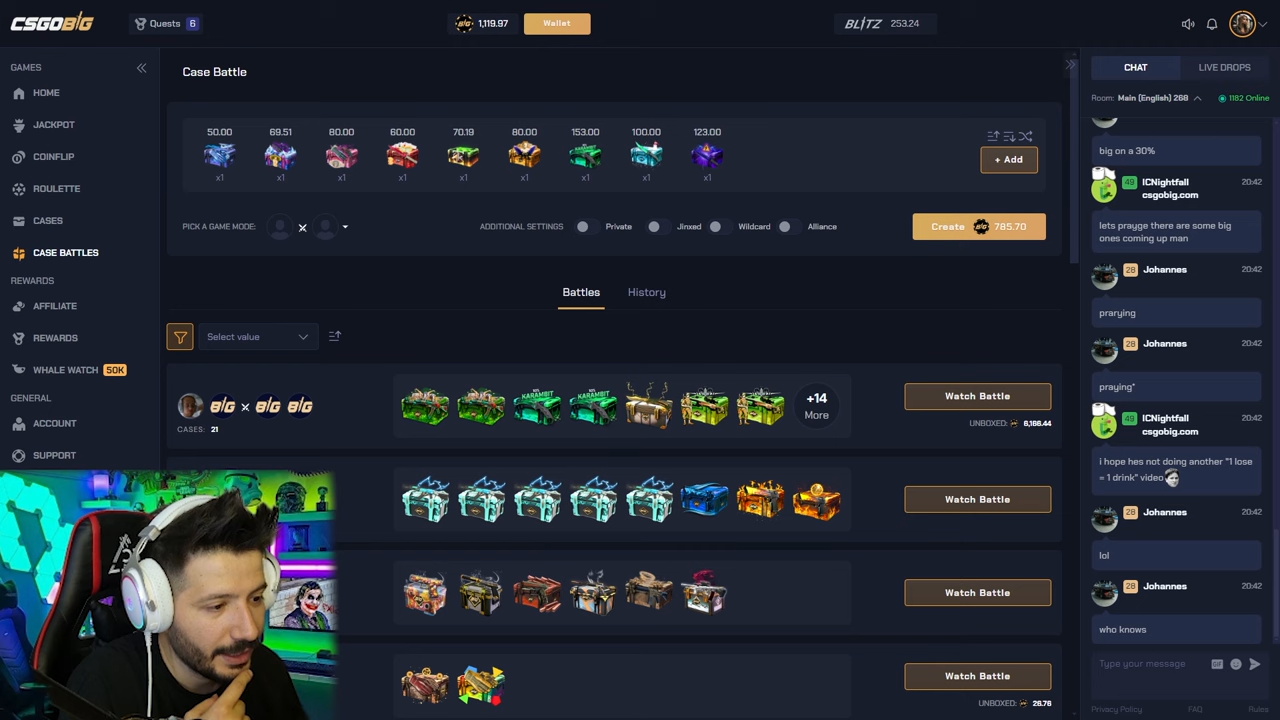 CSGOBIG
Quests 6
BIG 1,119.97
Wallet
BLITZ 253.24
GAMES
HOME
JACKPOT
COINFLIP
ROULETTE
CASES
CASE BATTLES
REWARDS
AFFILIATE
REWARDS
WHALE WATCH 50K
GENERAL
ACCOUNT
SUPPORT
Case Battle
50.00 69.51 80.00 60.00 70.19 80.00 153.00 100.00 123.00
x1 x1 x1 x1 x1 x1 x1 x1 x1
+ Add
PICK A GAME MODE:
ADDITIONAL SETTINGS Private Jinxed Wildcard Alliance
Create BIG 785.70
Battles History
Select value
BIG x BIG BIG
CASES: 21
KARAMBIT KARAMBIT
+14
More
Watch Battle
UNBOXED: 6,166.44
Watch Battle
Watch Battle
Watch Battle
UNBOXED: 28.76
CHAT LIVE DROPS
Room: Main (English) 268 1182 Online
big on a 30%
49 ICNightfall 20:42
csgobig.com
lets prayge there are some big
ones coming up man
28 Johannes 20:42
prarying
28 Johannes 20:42
praying*
49 ICNightfall 20:42
csgobig.com
i hope hes not doing another "1 lose
= 1 drink" video
28 Johannes 20:42
lol
28 Johannes 20:42
who knows
Type your message
GIF
Privacy Policy FAQ Rules